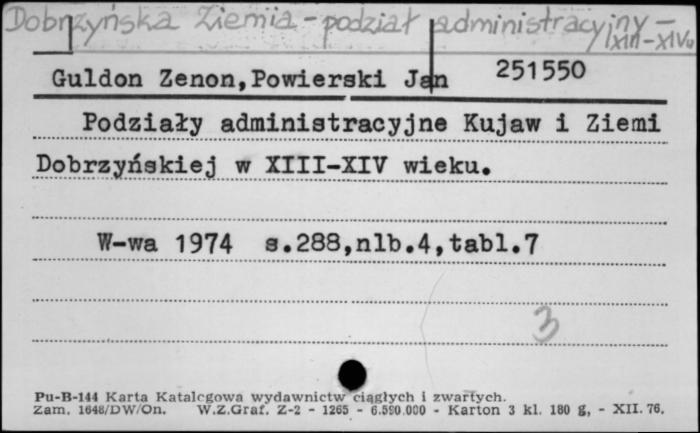 Dobrzyńska Ziemia - podział administracyjny -
XIII-XIVw
Guldon Zenon,Powierski Jan 251550
Podziały administracyjne Kujaw i Ziemi
Dobrzyńskiej w XIII-XIV wieku.
W-wa 1974 s.288,nlb.4,tabl.7
3
Pu-B-144 Karta Katalogowa wydawnictw ciągłych i zwartych.
Zam. 1648/DW/On. W.Z.Graf. Z-2 - 1265 - 6.590.000 - Karton 3 kl. 180 g, - XII. 76.